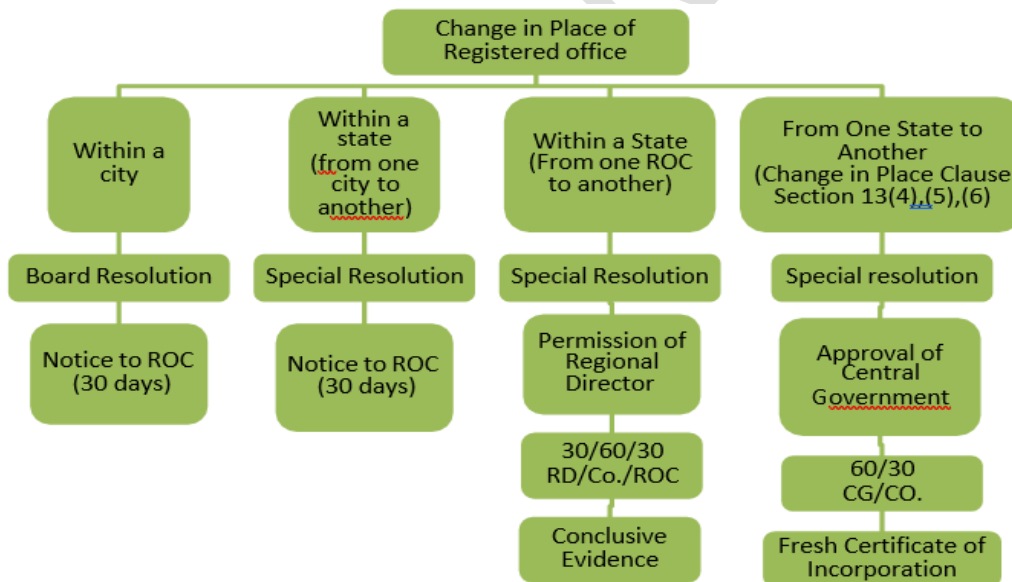 Change in Place of
Registered office
Within a
city
Board Resolution
Notice to ROC
(30 days)
Within a
state
(from one
city to
another)
Special Resolution
Notice to ROC
(30 days)
Within a State
(From one ROC
to another)
Special Resolution
Permission of
Regional
Director
30/60/30
RD/Co./ROC
Conclusive
Evidence
From One State to
Another
(Change in Place Clause
Section 13(4),(5),(6)
Special resolution
Approval of
Central
Government
60/30
CG/CO.
Fresh Certificate of
Incorporation